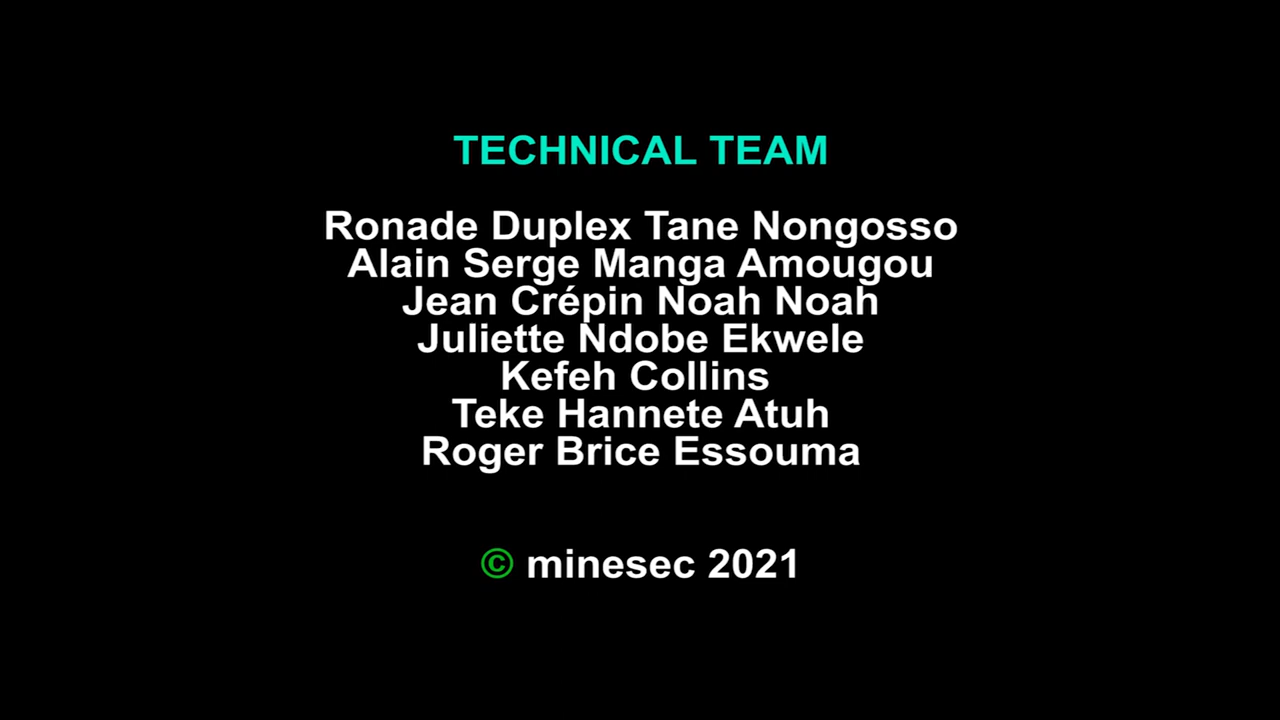 TECHNICAL TEAM
Ronade Duplex Tane Nongosso
Alain Serge Manga Amougou
Jean Crépin Noah Noah
Juliette Ndobe Ekwele
Kefeh Collins
Teke Hannete Atuh
Roger Brice Essouma
© minesec 2021